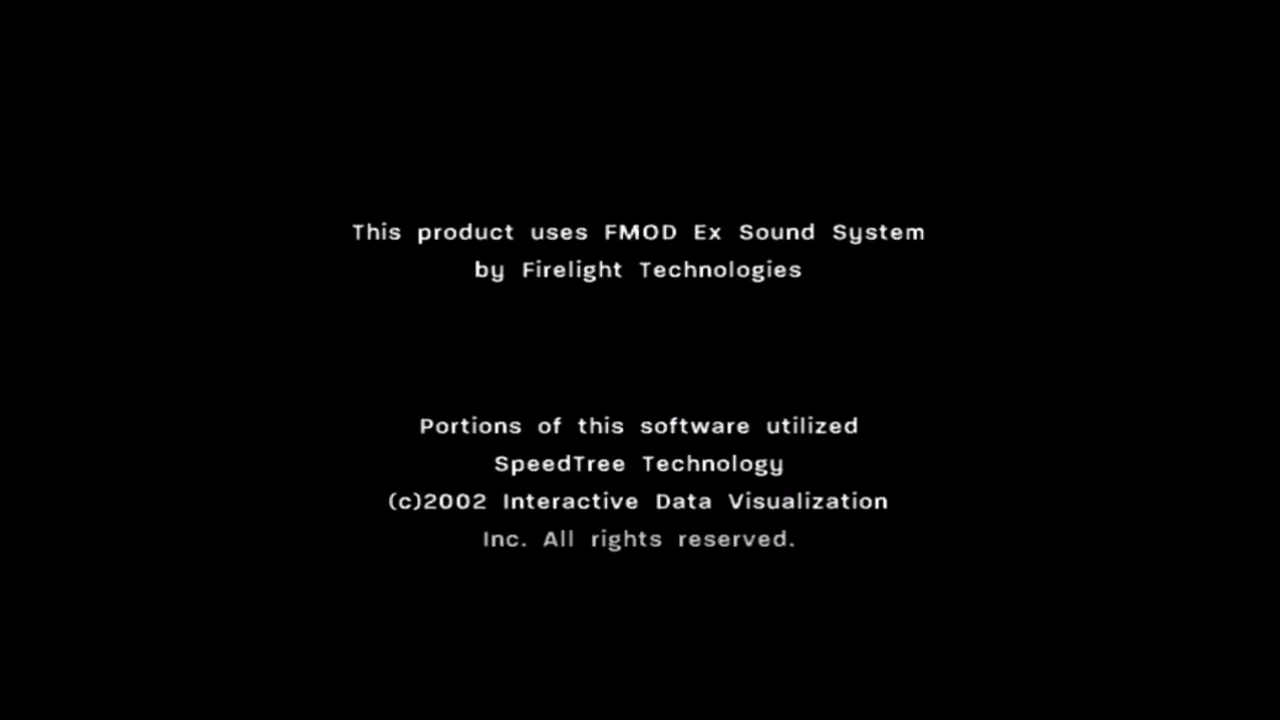 This product uses FMOD Ex Sound System
by Firelight Technologies
Portions of this software utilized
SpeedTree Technology
(c)2002 Interactive Data Visualization
Inc. All rights reserved.